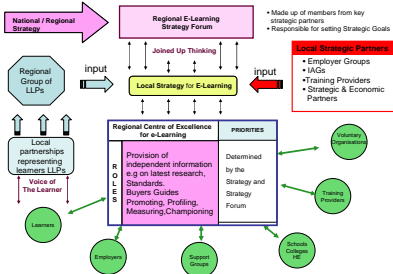 National / Regional
Strategy
Regional E-Learning
Strategy Forum
• Made up of members from key
strategic partners
• Responsible for setting Strategic Goals
Joined Up Thinking
Regional
Group of
LLPs
input
Local Strategy for E-Learning
input
Local Strategic Partners
• Employer Groups
• IAGs
•Training Providers
• Strategic & Economic
Partners
Local
partnerships
representing
learners LLPs
Voice of
The Learner
Regional Centre of Excellence
for e-Learning
PRIORITIES
R
O
L
E
S
Provision of
independent information
e.g on latest research,
Standards.
Buyers Guides
Promoting, Profiling,
Measuring,Championing
Determined
by the
Strategy and
Strategy
Forum
Voluntary
Organisations
Training
Providers
Schools
Colleges
HE
Support
Groups
Employers
Learners